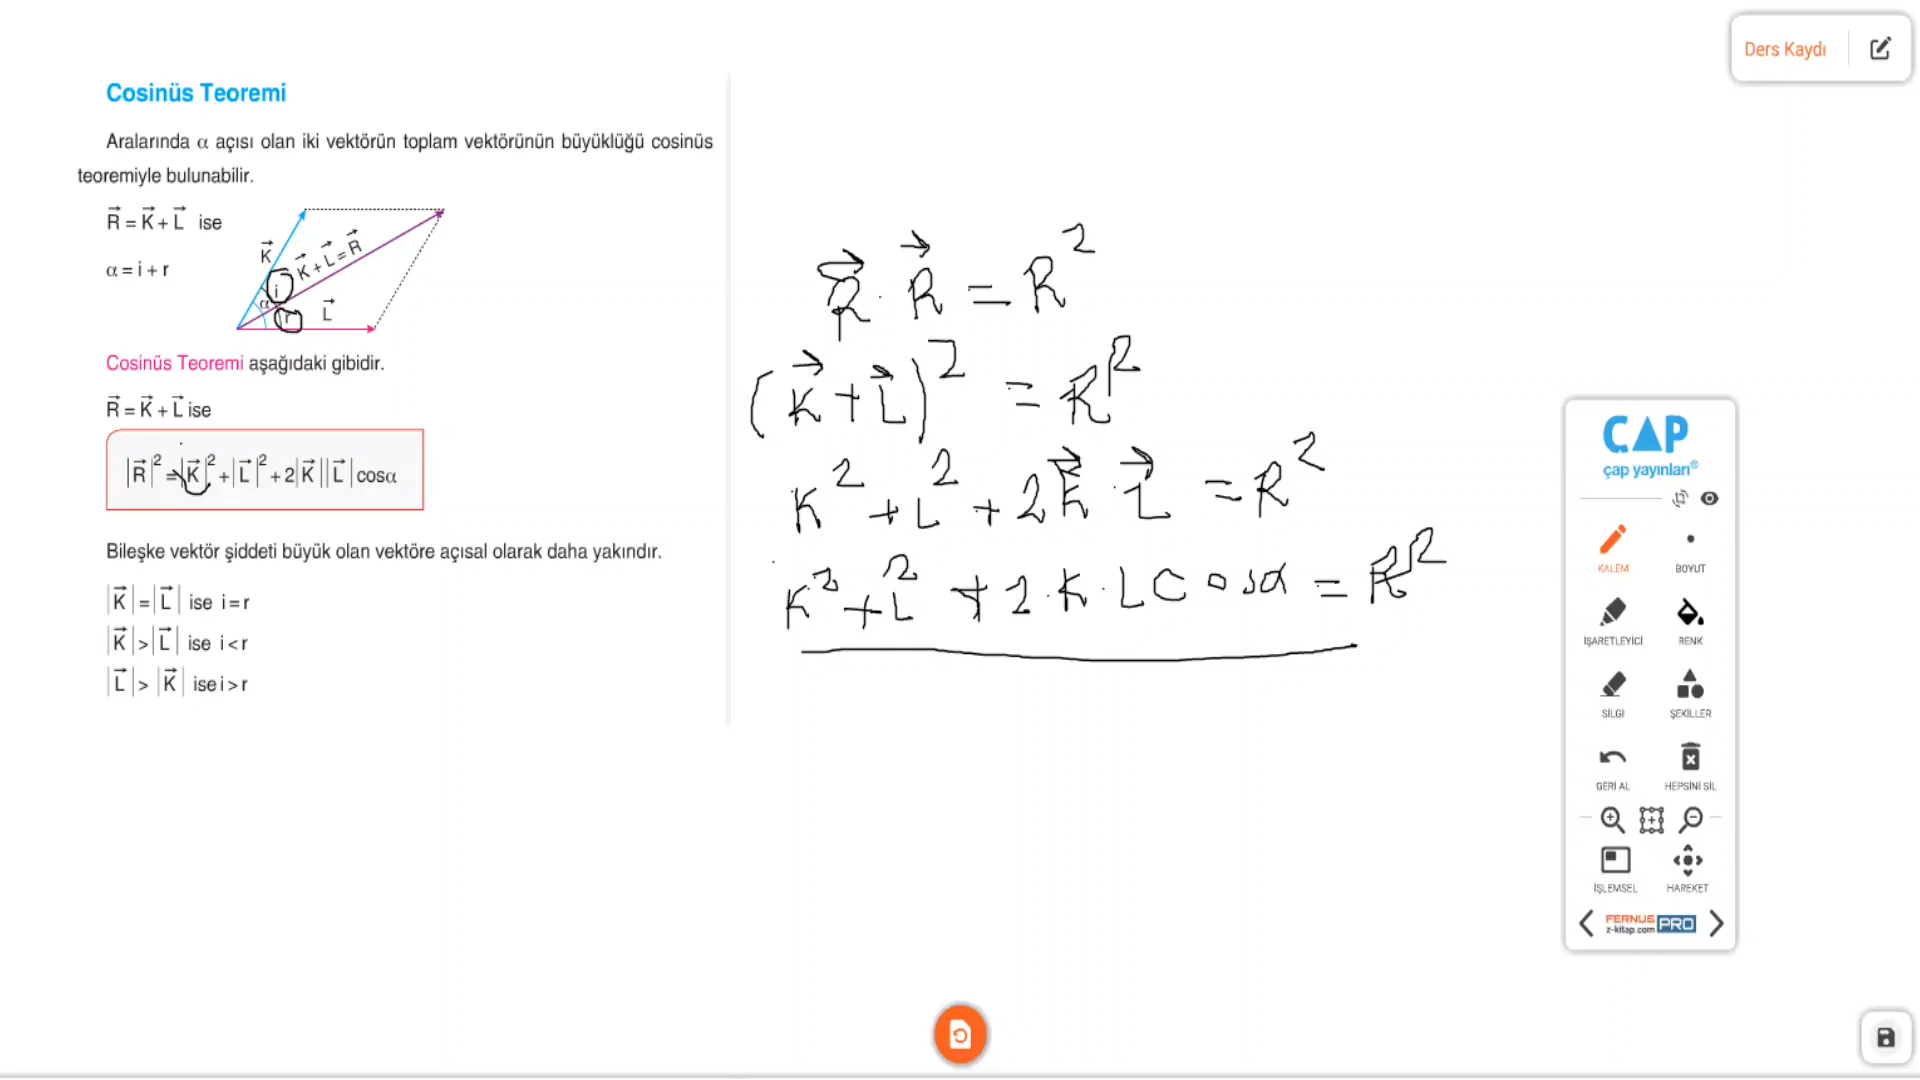 Ders Kaydı
Cosinüs Teoremi
Aralarında α açısı olan iki vektörün toplam vektörünün büyüklüğü cosinüs
teoremiyle bulunabilir.
R⃗ = K⃗ + L⃗ ise
α = i + r
K⃗
K⃗ + L⃗ = R⃗
i
α
r
L⃗
Cosinüs Teoremi aşağıdaki gibidir.
R⃗ = K⃗ + L⃗ ise
|R⃗|² = |K⃗|² + |L⃗|² + 2|K⃗||L⃗| cosα
Bileşke vektör şiddeti büyük olan vektöre açısal olarak daha yakındır.
|K⃗| = |L⃗| ise i = r
|K⃗| > |L⃗| ise i < r
|L⃗| > |K⃗| ise i > r
R⃗ · R⃗ = R²
(K⃗ + L⃗)² = R²
K² + L² + 2K⃗ · L⃗ = R²
K² + L² + 2 · K · L Cosα = R²
ÇAP
çap yayınları®
KALEM
BOYUT
İŞARETLEYİCİ
RENK
SİLGİ
ŞEKİLLER
GERİ AL
HEPSİNİ SİL
İŞLEMSEL
HAREKET
FERNUS PRO
z-kitap.com